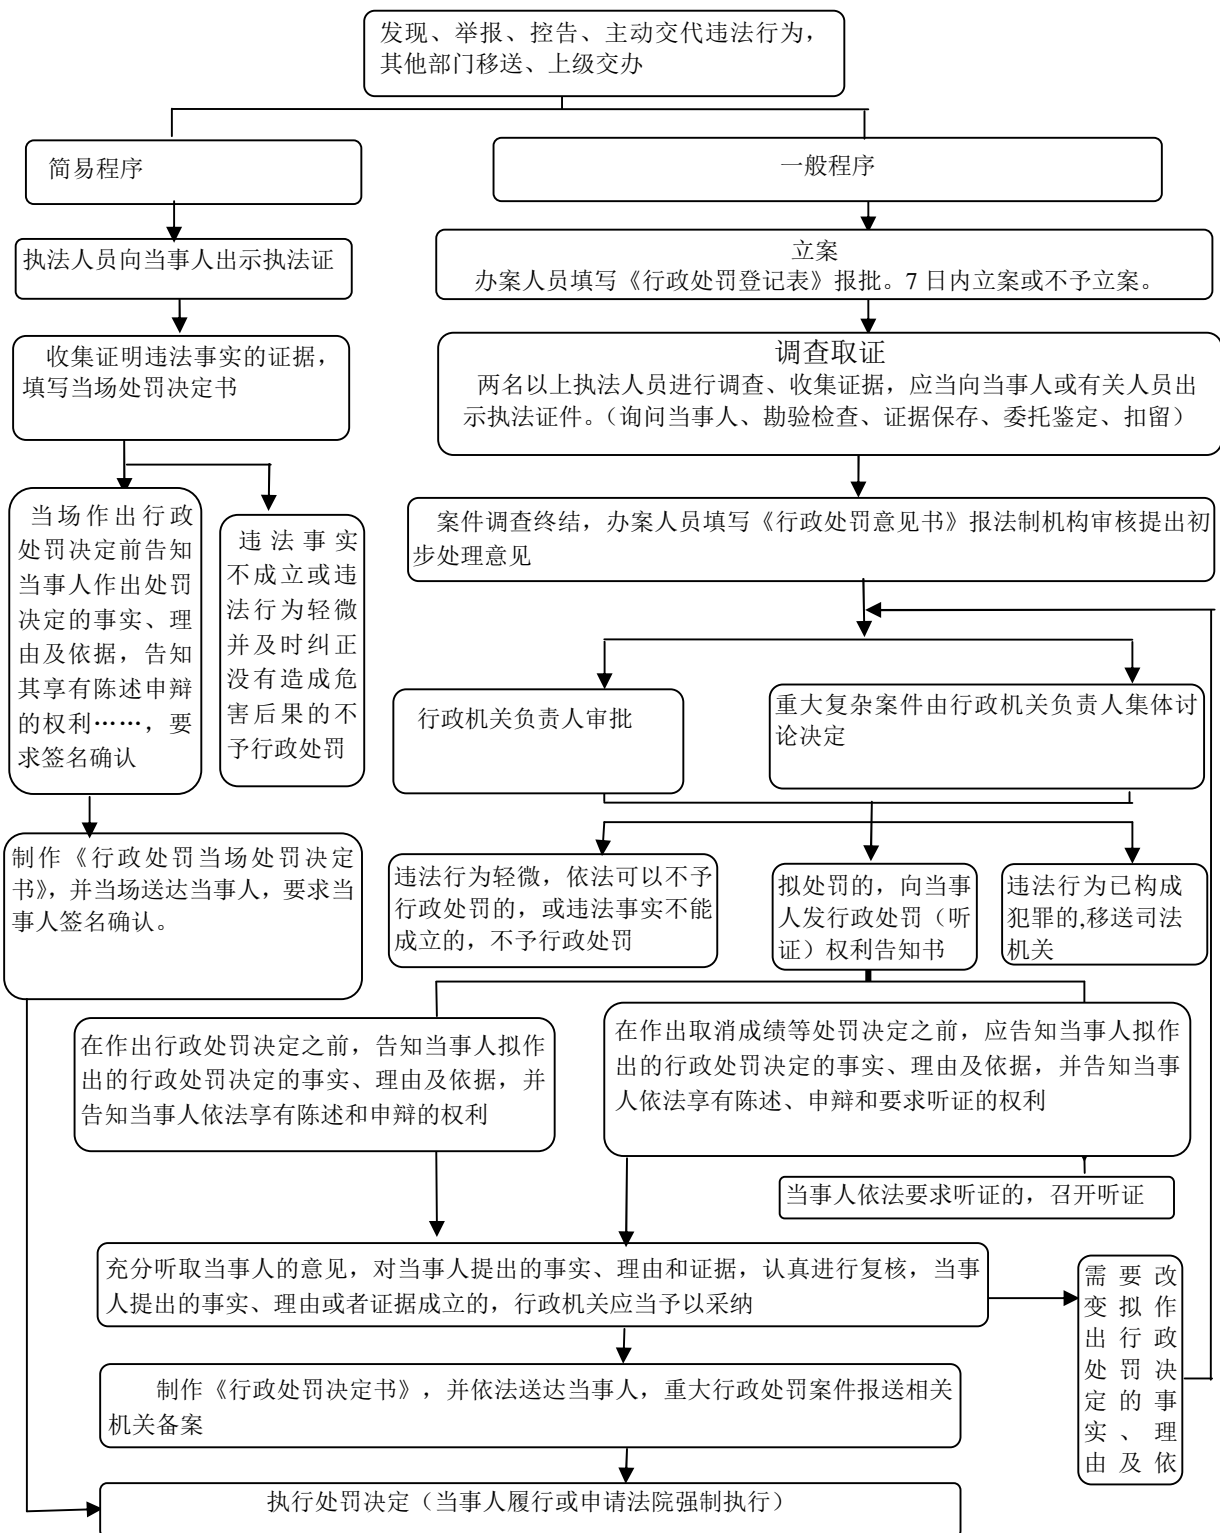 发现、举报、控告、主动交代违法行为，
其他部门移送、上级交办
简易程序
一般程序
执法人员向当事人出示执法证
立案
办案人员填写《行政处罚登记表》报批。7 日内立案或不予立案。
收集证明违法事实的证据，
填写当场处罚决定书
调查取证
两名以上执法人员进行调查、收集证据，应当向当事人或有关人员出
示执法证件。（询问当事人、勘验检查、证据保存、委托鉴定、扣留）
当场作出行政
处罚决定前告知
当事人作出处罚
决定的事实、理
由及依据，告知
其享有陈述申辩
的权利……，要
求签名确认
违法事实
不成立或违
法行为轻微
并及时纠正
没有造成危
害后果的不
予行政处罚
案件调查终结，办案人员填写《行政处罚意见书》报法制机构审核提出初
步处理意见
行政机关负责人审批
重大复杂案件由行政机关负责人集体讨
论决定
制作《行政处罚当场处罚决定
书》，并当场送达当事人，要求当
事人签名确认。
违法行为轻微，依法可以不予
行政处罚的，或违法事实不能
成立的，不予行政处罚
拟处罚的，向当事
人发行政处罚（听
证）权利告知书
违法行为已构成
犯罪的,移送司法
机关
在作出行政处罚决定之前，告知当事人拟作
出的行政处罚决定的事实、理由及依据，并
告知当事人依法享有陈述和申辩的权利
在作出取消成绩等处罚决定之前，应告知当事人拟作
出的行政处罚决定的事实、理由及依据，并告知当事
人依法享有陈述、申辩和要求听证的权利
当事人依法要求听证的，召开听证
充分听取当事人的意见，对当事人提出的事实、理由和证据，认真进行复核，当事
人提出的事实、理由或者证据成立的，行政机关应当予以采纳
需要改
变拟作
出行政
处罚决
定的事
实、理
由及依
制作《行政处罚决定书》，并依法送达当事人，重大行政处罚案件报送相关
机关备案
执行处罚决定（当事人履行或申请法院强制执行）